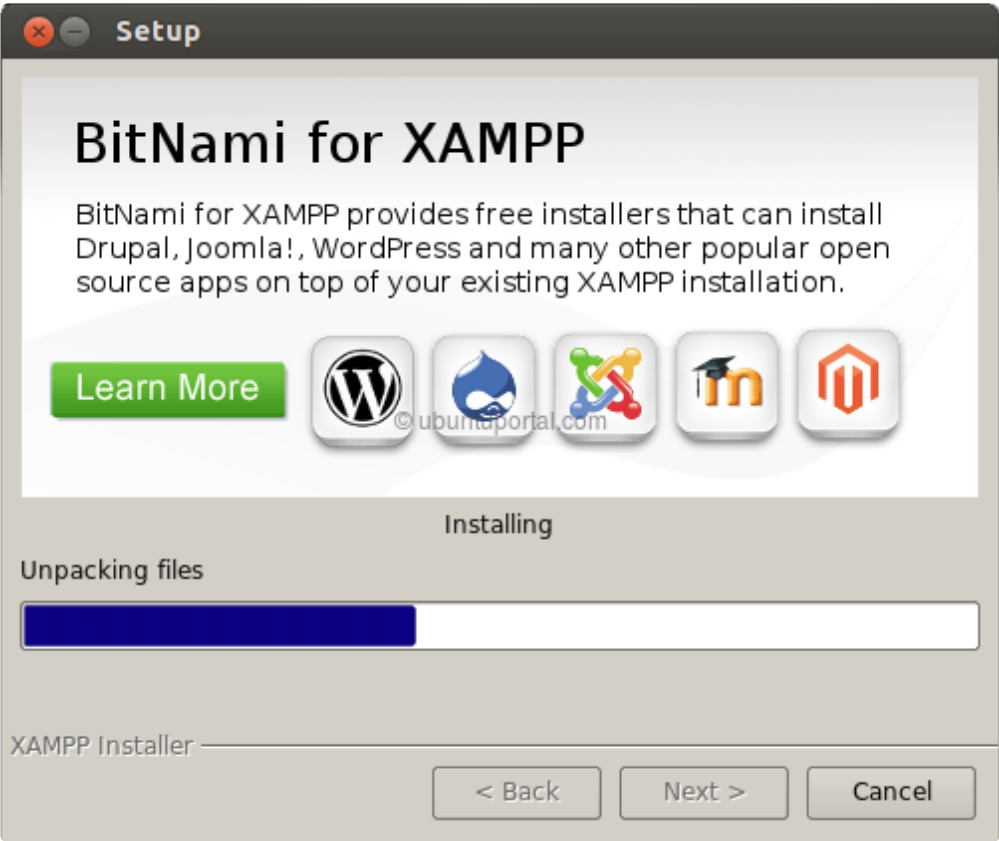 Setup
BitNami for XAMPP
BitNami for XAMPP provides free installers that can install
Drupal, Joomla!, WordPress and many other popular open
source apps on top of your existing XAMPP installation.
Learn More
© ubuntuportal.com
Installing
Unpacking files
XAMPP Installer
< Back Next > Cancel